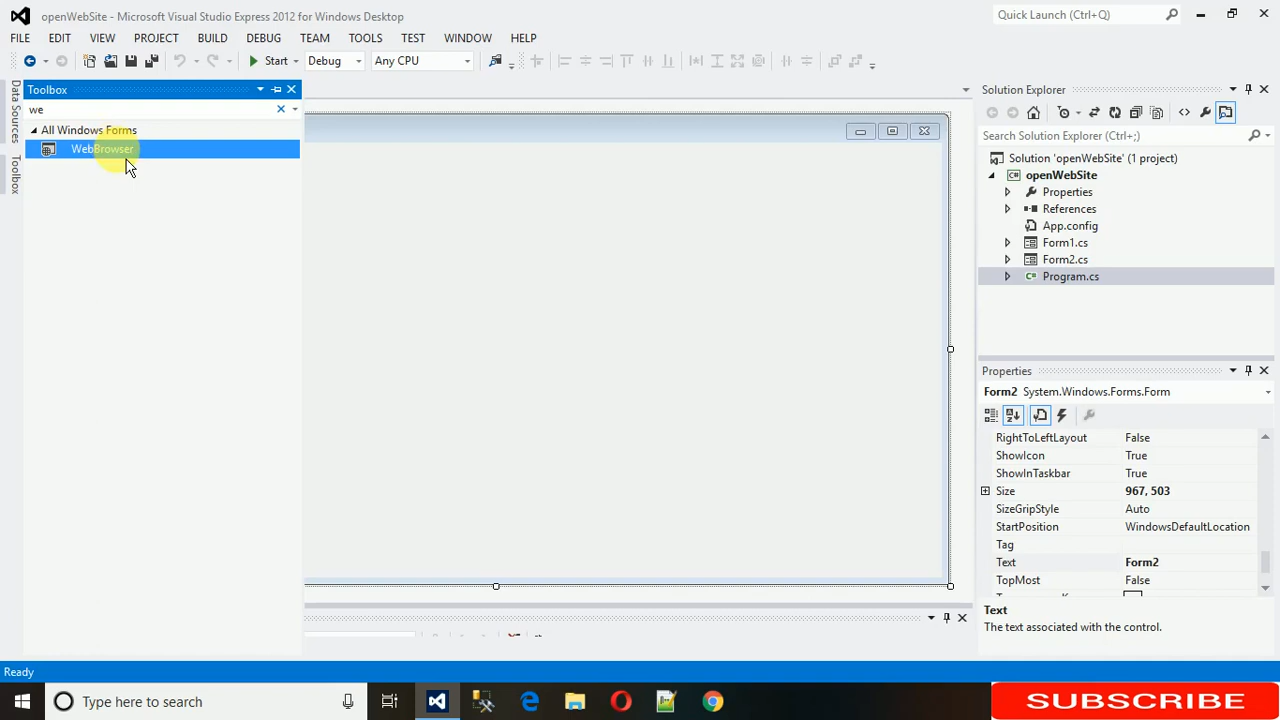 openWebSite - Microsoft Visual Studio Express 2012 for Windows Desktop
Quick Launch (Ctrl+Q)
FILE EDIT VIEW PROJECT BUILD DEBUG TEAM TOOLS TEST WINDOW HELP
Start Debug Any CPU
Data Sources
Toolbox
Toolbox
we
All Windows Forms
WebBrowser
Solution Explorer
Search Solution Explorer (Ctrl+;)
Solution 'openWebSite' (1 project)
openWebSite
Properties
References
App.config
Form1.cs
Form2.cs
Program.cs
Properties
Form2 System.Windows.Forms.Form
RightToLeftLayout False
ShowIcon True
ShowInTaskbar True
Size 967, 503
SizeGripStyle Auto
StartPosition WindowsDefaultLocation
Tag
Text Form2
TopMost False
Text
The text associated with the control.
Ready
Type here to search
SUBSCRIBE